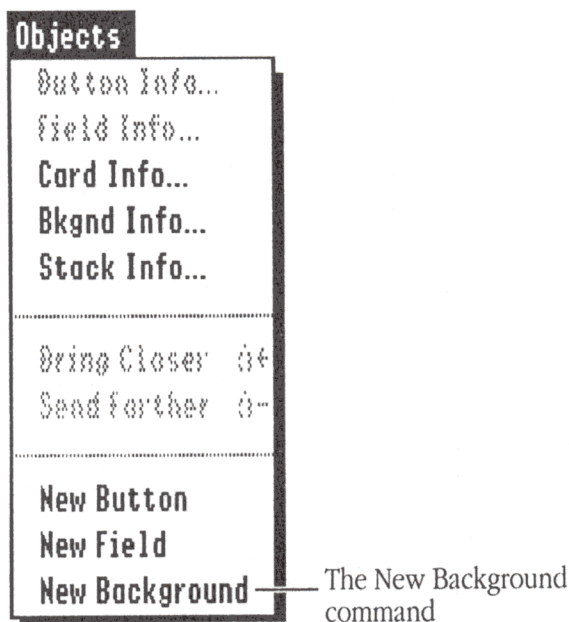 Objects
Button Info...
Field Info...
Card Info...
Bkgnd Info...
Stack Info...
Bring Closer ⌘+
Send Farther ⌘-
New Button
New Field
New Background
The New Background
command